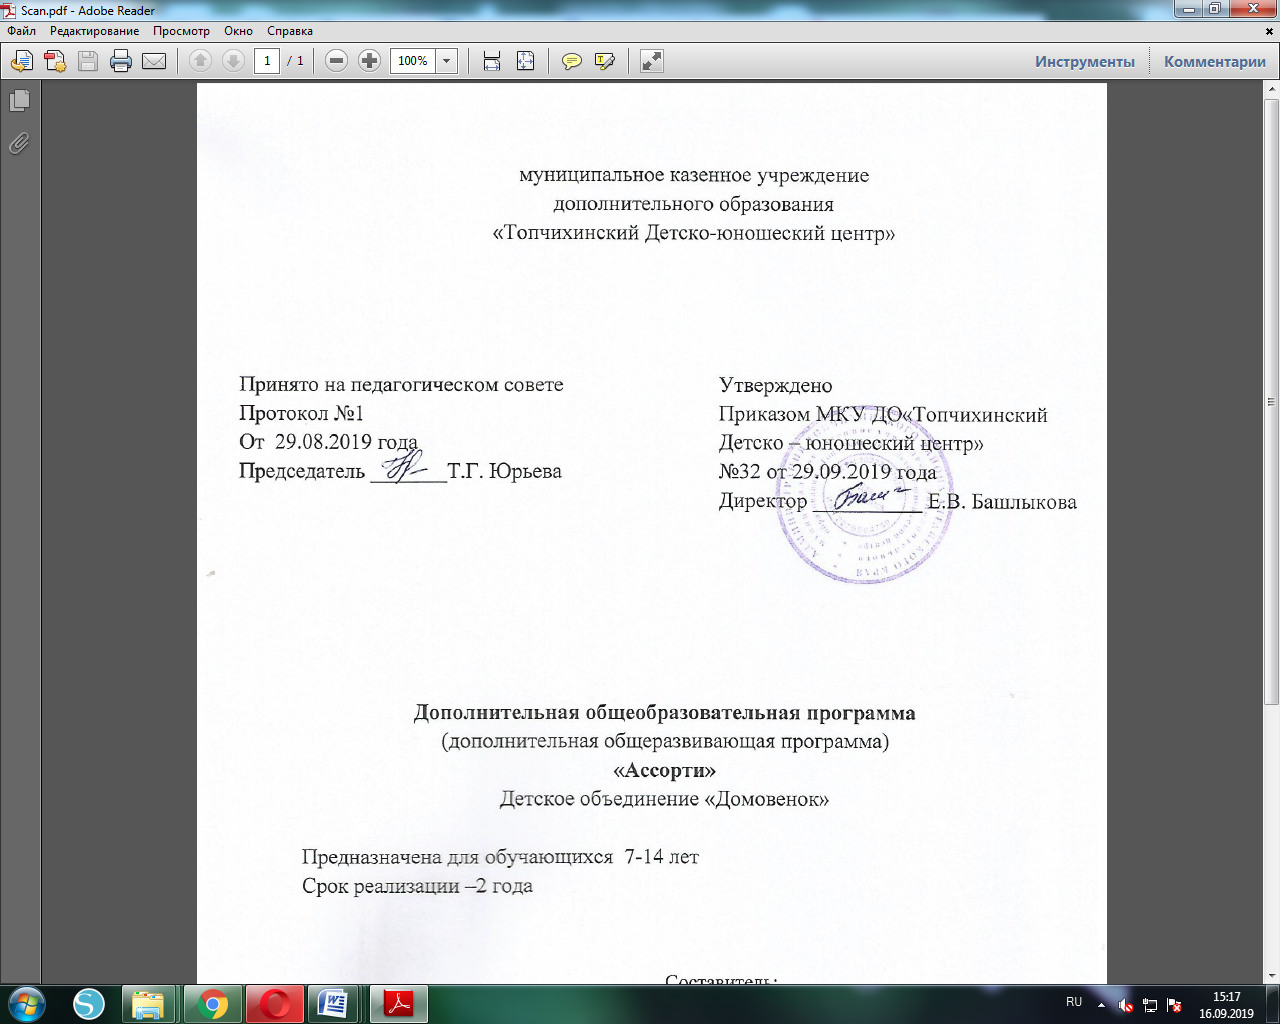 Scan.pdf - Adobe Reader
Файл Редактирование Просмотр Окно Справка
1 / 1 100% Инструменты Комментарии
муниципальное казенное учреждение
дополнительного образования
«Топчихинский Детско-юношеский центр»
Принято на педагогическом совете
Протокол №1
От 29.08.2019 года
Председатель _______Т.Г. Юрьева
Утверждено
Приказом МКУ ДО«Топчихинский
Детско – юношеский центр»
№32 от 29.09.2019 года
Директор __________ Е.В. Башлыкова
Дополнительная общеобразовательная программа
(дополнительная общеразвивающая программа)
«Ассорти»
Детское объединение «Домовенок»
Предназначена для обучающихся 7-14 лет
Срок реализации –2 года
Составитель:
RU 15:17
16.09.2019